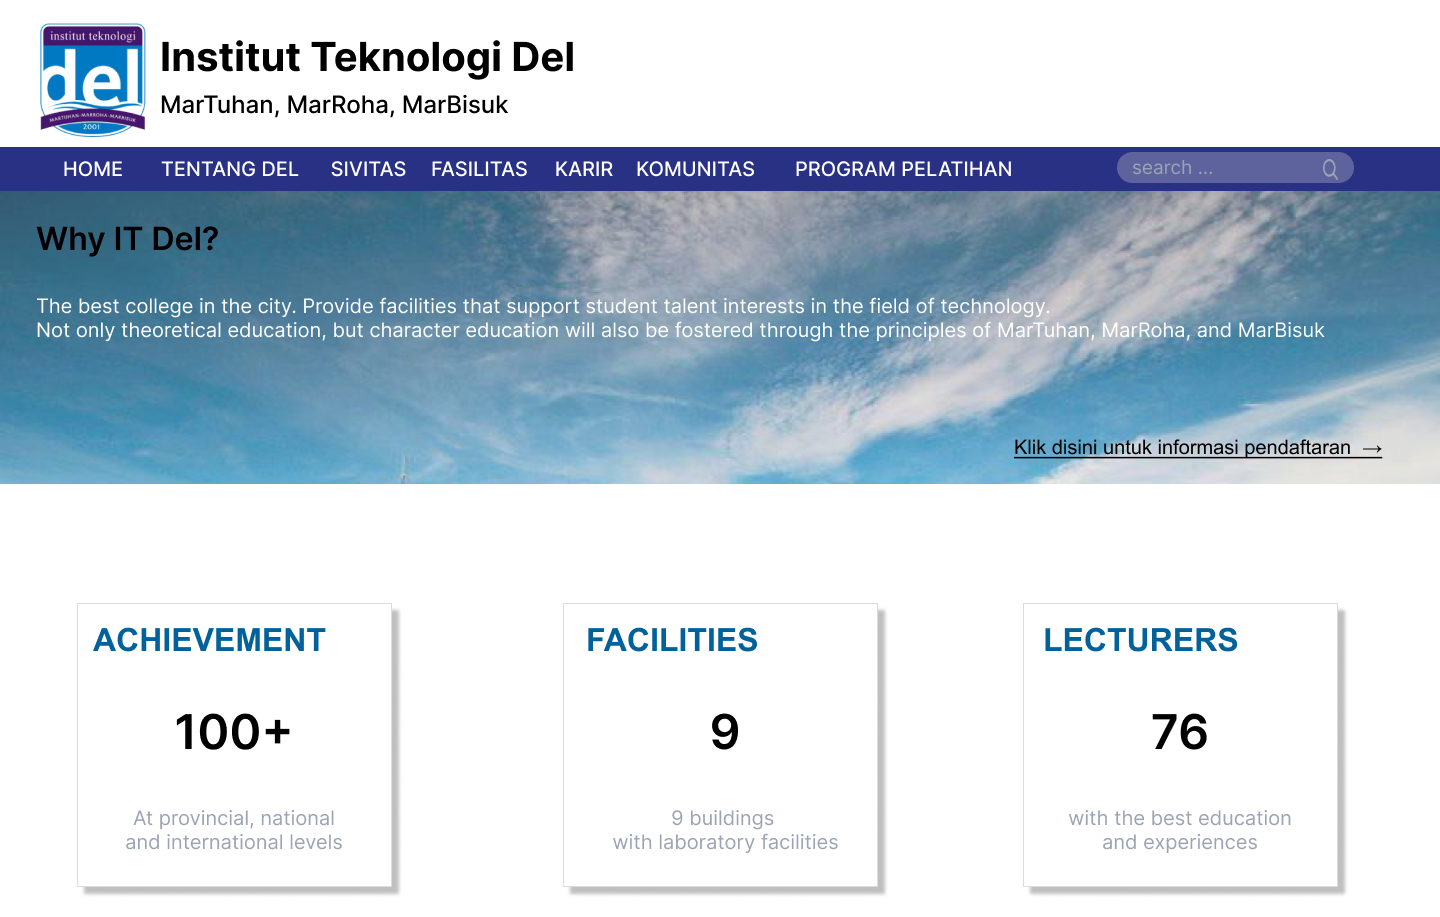 institut teknologi
del
MARTUHAN-MARROHA-MARBISUK
2001
Institut Teknologi Del
MarTuhan, MarRoha, MarBisuk
HOME TENTANG DEL SIVITAS FASILITAS KARIR KOMUNITAS PROGRAM PELATIHAN search ...
Why IT Del?
The best college in the city. Provide facilities that support student talent interests in the field of technology.
Not only theoretical education, but character education will also be fostered through the principles of MarTuhan, MarRoha, and MarBisuk
Klik disini untuk informasi pendaftaran →
ACHIEVEMENT
100+
At provincial, national
and international levels
FACILITIES
9
9 buildings
with laboratory facilities
LECTURERS
76
with the best education
and experiences